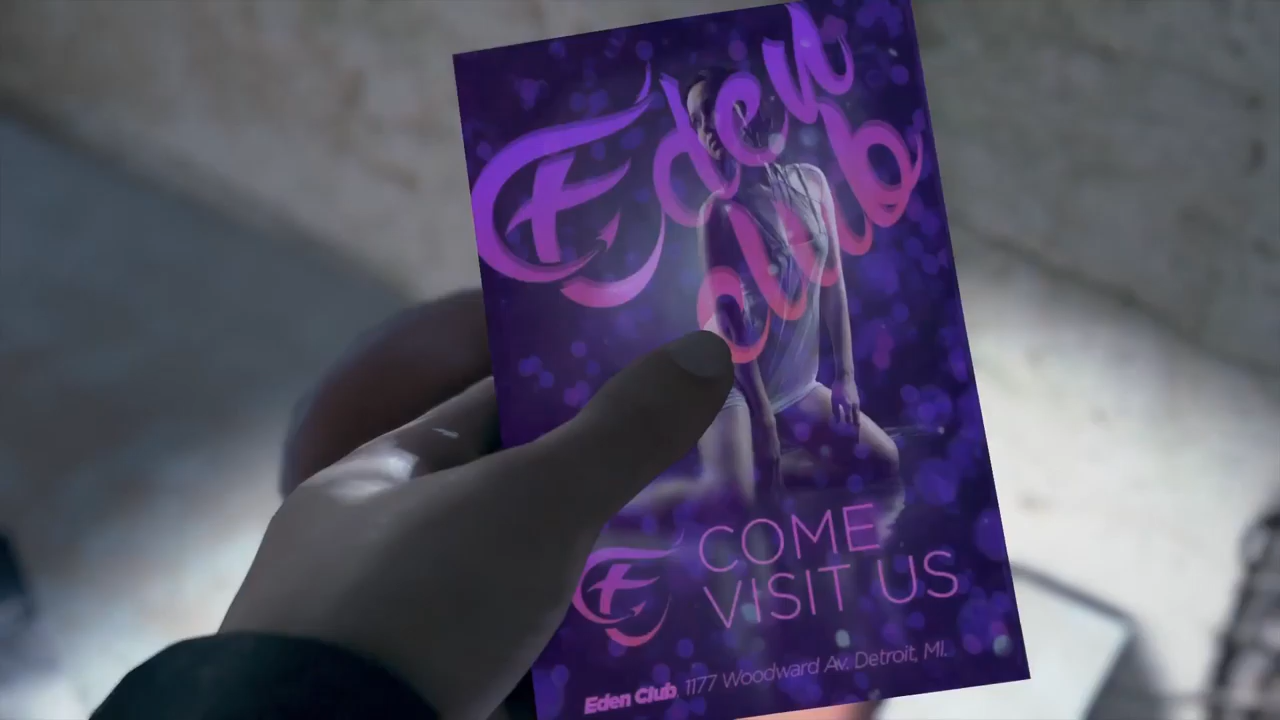 Eden
club
COME
VISIT US
Eden Club, 1177 Woodward Av. Detroit, MI.